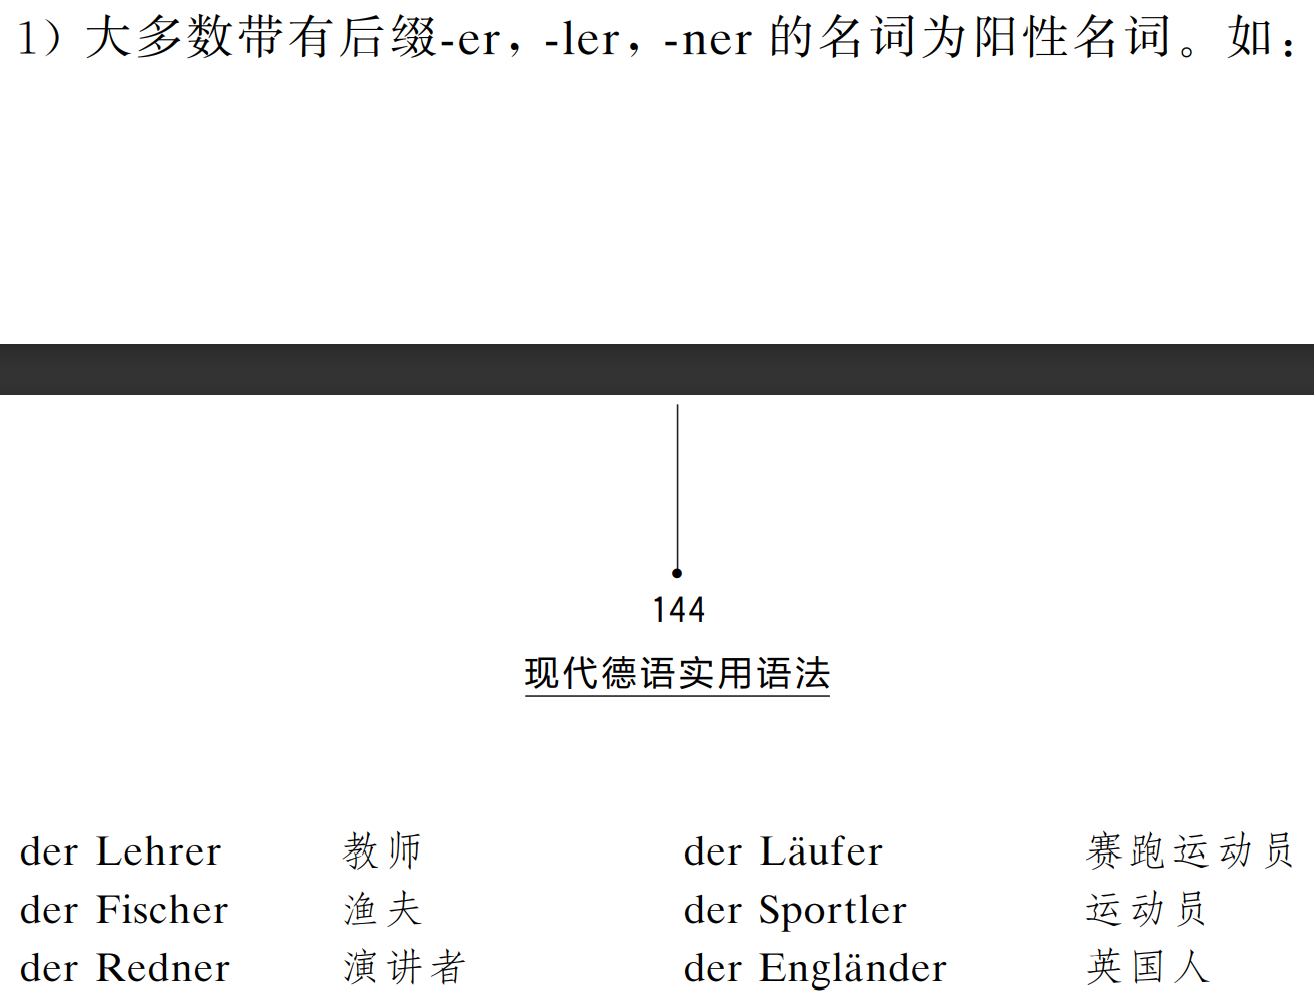 1）大多数带有后缀-er，-ler，-ner 的名词为阳性名词。如：
144
现代德语实用语法
der Lehrer 教师 der Läufer 赛跑运动员
der Fischer 渔夫 der Sportler 运动员
der Redner 演讲者 der Engländer 英国人